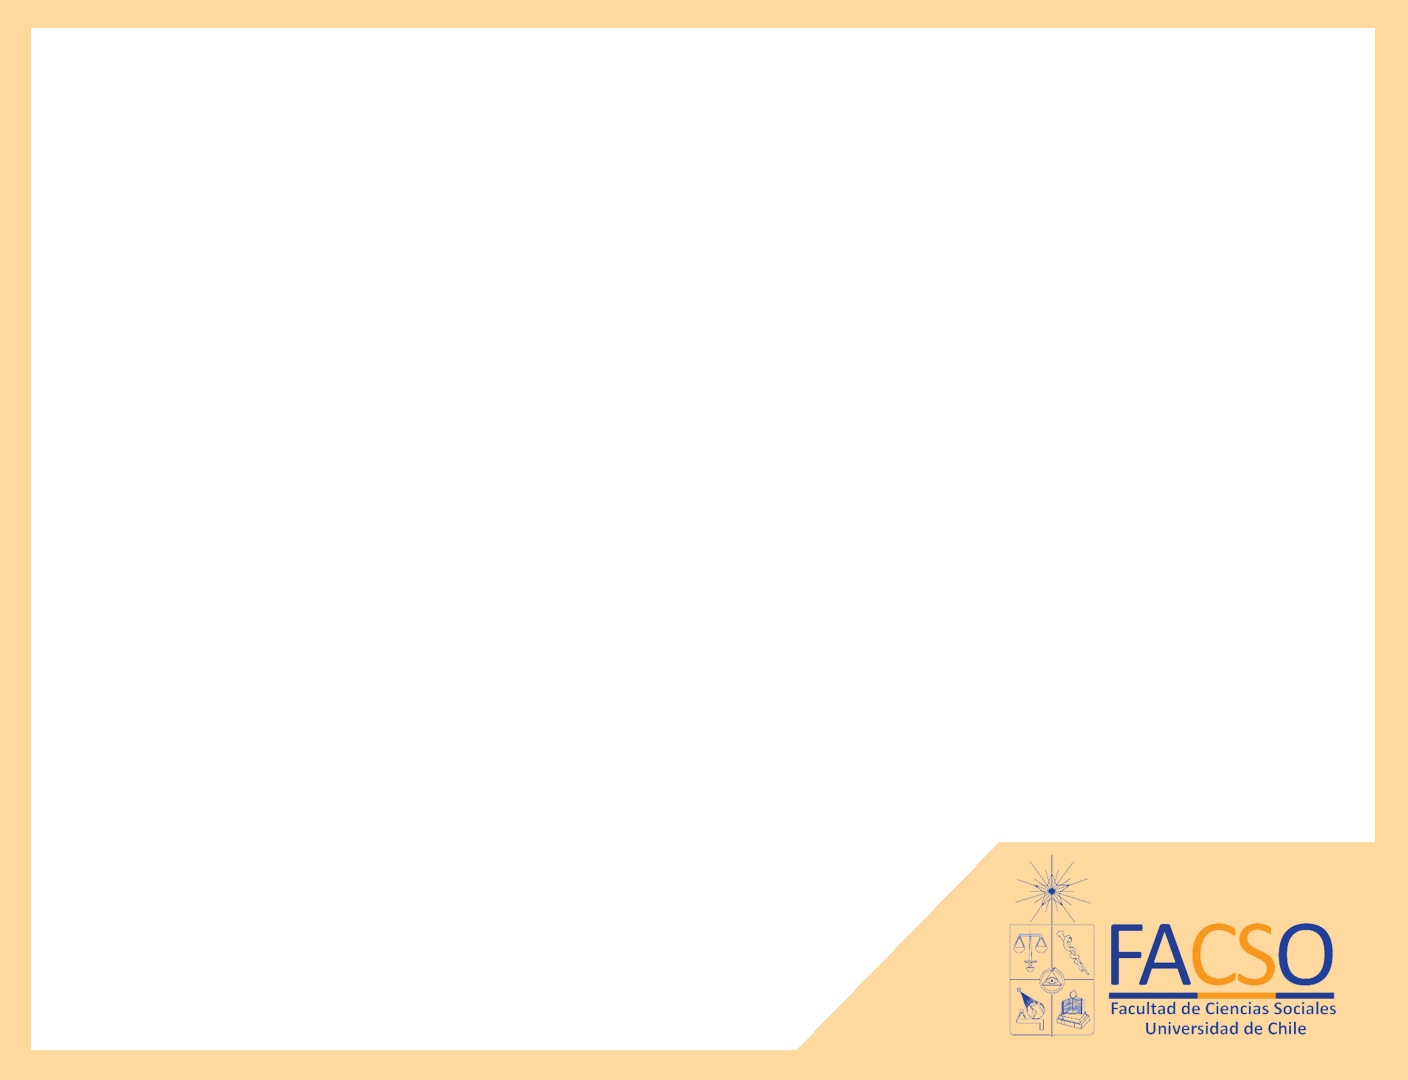 FACSO
Facultad de Ciencias Sociales
Universidad de Chile